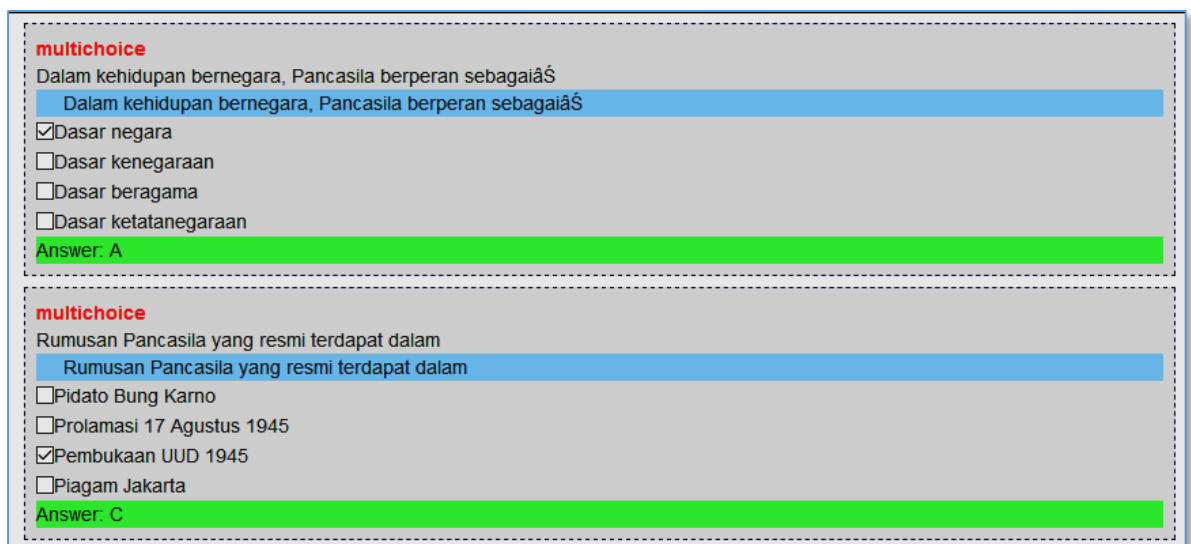 multichoice
Dalam kehidupan bernegara, Pancasila berperan sebagaiâŚ
Dalam kehidupan bernegara, Pancasila berperan sebagaiâŚ
Dasar negara
Dasar kenegaraan
Dasar beragama
Dasar ketatanegaraan
Answer: A
multichoice
Rumusan Pancasila yang resmi terdapat dalam
Rumusan Pancasila yang resmi terdapat dalam
Pidato Bung Karno
Prolamasi 17 Agustus 1945
Pembukaan UUD 1945
Piagam Jakarta
Answer: C